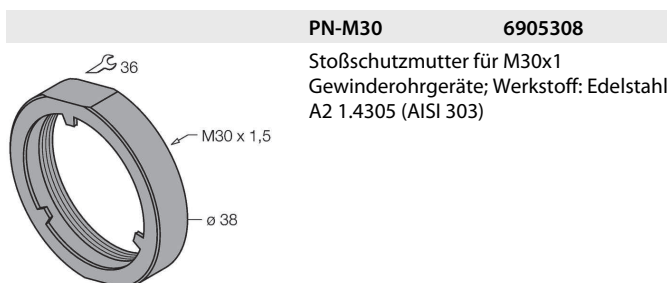 PN-M30 6905308
36
M30 x 1,5
ø 38
Stoßschutzmutter für M30x1
Gewinderohrgeräte; Werkstoff: Edelstahl
A2 1.4305 (AISI 303)